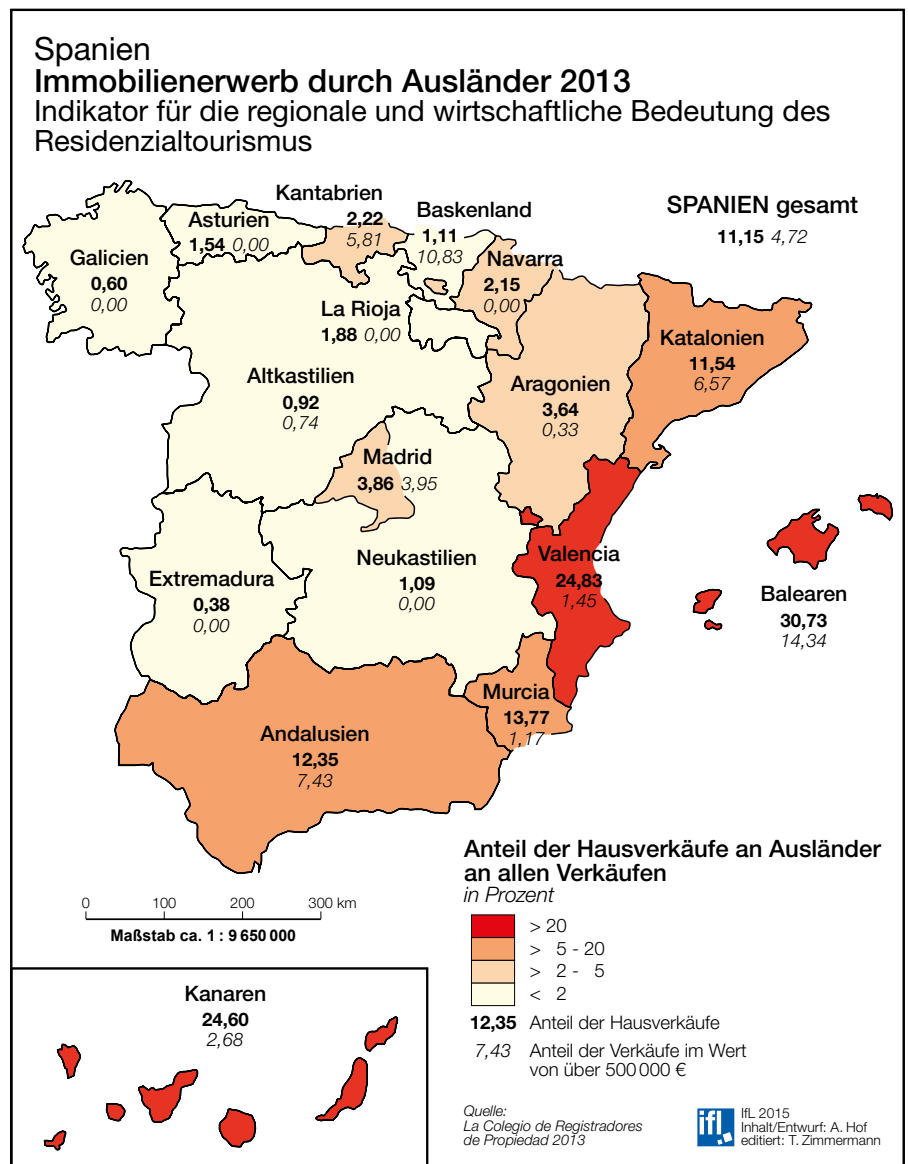 Spanien
Immobilienerwerb durch Ausländer 2013
Indikator für die regionale und wirtschaftliche Bedeutung des
Residenzialtourismus
Kantabrien
2,22
5,81
Baskenland
1,11
10,83
SPANIEN gesamt
11,15 4,72
Asturien
1,54 0,00
Galicien
0,60
0,00
Navarra
2,15
0,00
La Rioja
1,88 0,00
Katalonien
11,54
6,57
Altkastilien
0,92
0,74
Aragonien
3,64
0,33
Madrid
3,86 3,95
Neukastilien
1,09
0,00
Valencia
24,83
1,45
Extremadura
0,38
0,00
Balearen
30,73
14,34
Murcia
13,77
1,17
Andalusien
12,35
7,43
0 100 200 300 km
Maßstab ca. 1 : 9 650 000
Kanaren
24,60
2,68
Anteil der Hausverkäufe an Ausländer
an allen Verkäufen
in Prozent
> 20
> 5 - 20
> 2 - 5
< 2
12,35 Anteil der Hausverkäufe
7,43 Anteil der Verkäufe im Wert
von über 500 000 €
Quelle:
La Colegio de Registradores
de Propiedad 2013
ifl
IfL 2015
Inhalt/Entwurf: A. Hof
editiert: T. Zimmermann